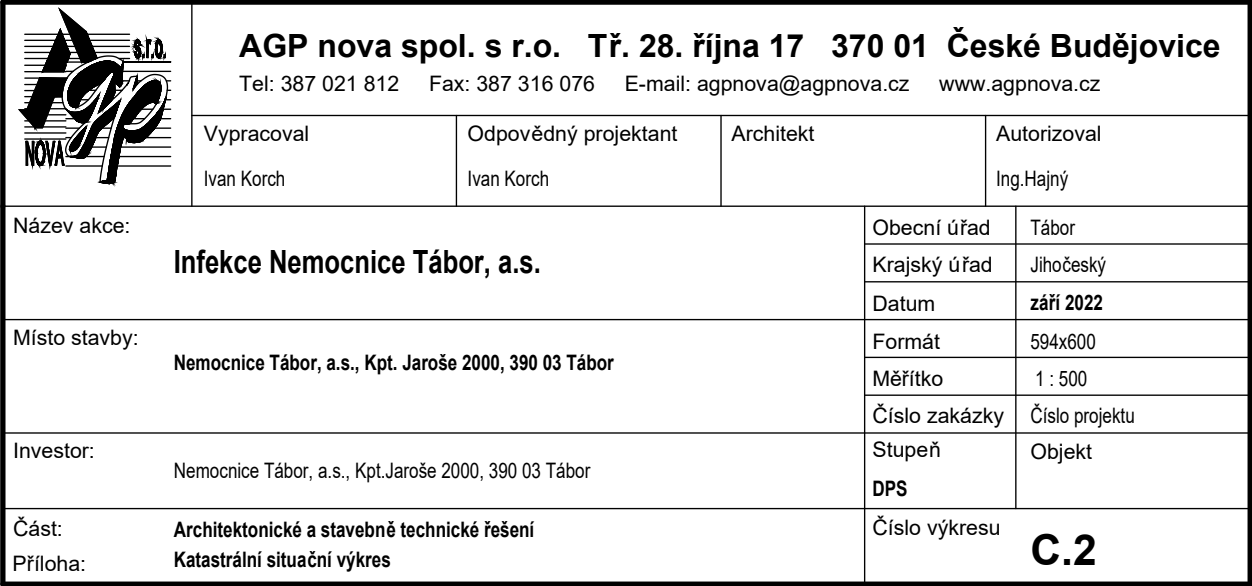 s.r.o.
Agp
NOVA
AGP nova spol. s r.o. Tř. 28. října 17 370 01 České Budějovice
Tel: 387 021 812 Fax: 387 316 076 E-mail: agpnova@agpnova.cz www.agpnova.cz
Vypracoval Odpovědný projektant Architekt Autorizoval
Ivan Korch Ivan Korch Ing.Hajný
Název akce:
Infekce Nemocnice Tábor, a.s.
Obecní úřad Tábor
Krajský úřad Jihočeský
Datum září 2022
Místo stavby:
Nemocnice Tábor, a.s., Kpt. Jaroše 2000, 390 03 Tábor
Formát 594x600
Měřítko 1 : 500
Číslo zakázky Číslo projektu
Investor:
Nemocnice Tábor, a.s., Kpt.Jaroše 2000, 390 03 Tábor
Stupeň Objekt
DPS
Část: Architektonické a stavebně technické řešení
Příloha: Katastrální situační výkres
Číslo výkresu C.2